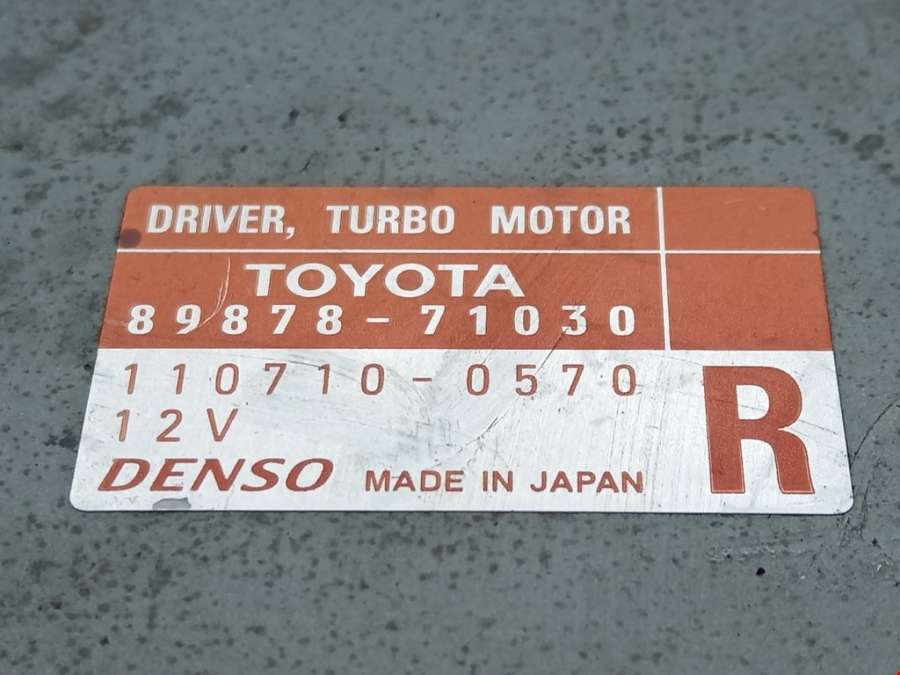 DRIVER, TURBO MOTOR
TOYOTA
89878-71030
110710-0570
12V
R
DENSO MADE IN JAPAN